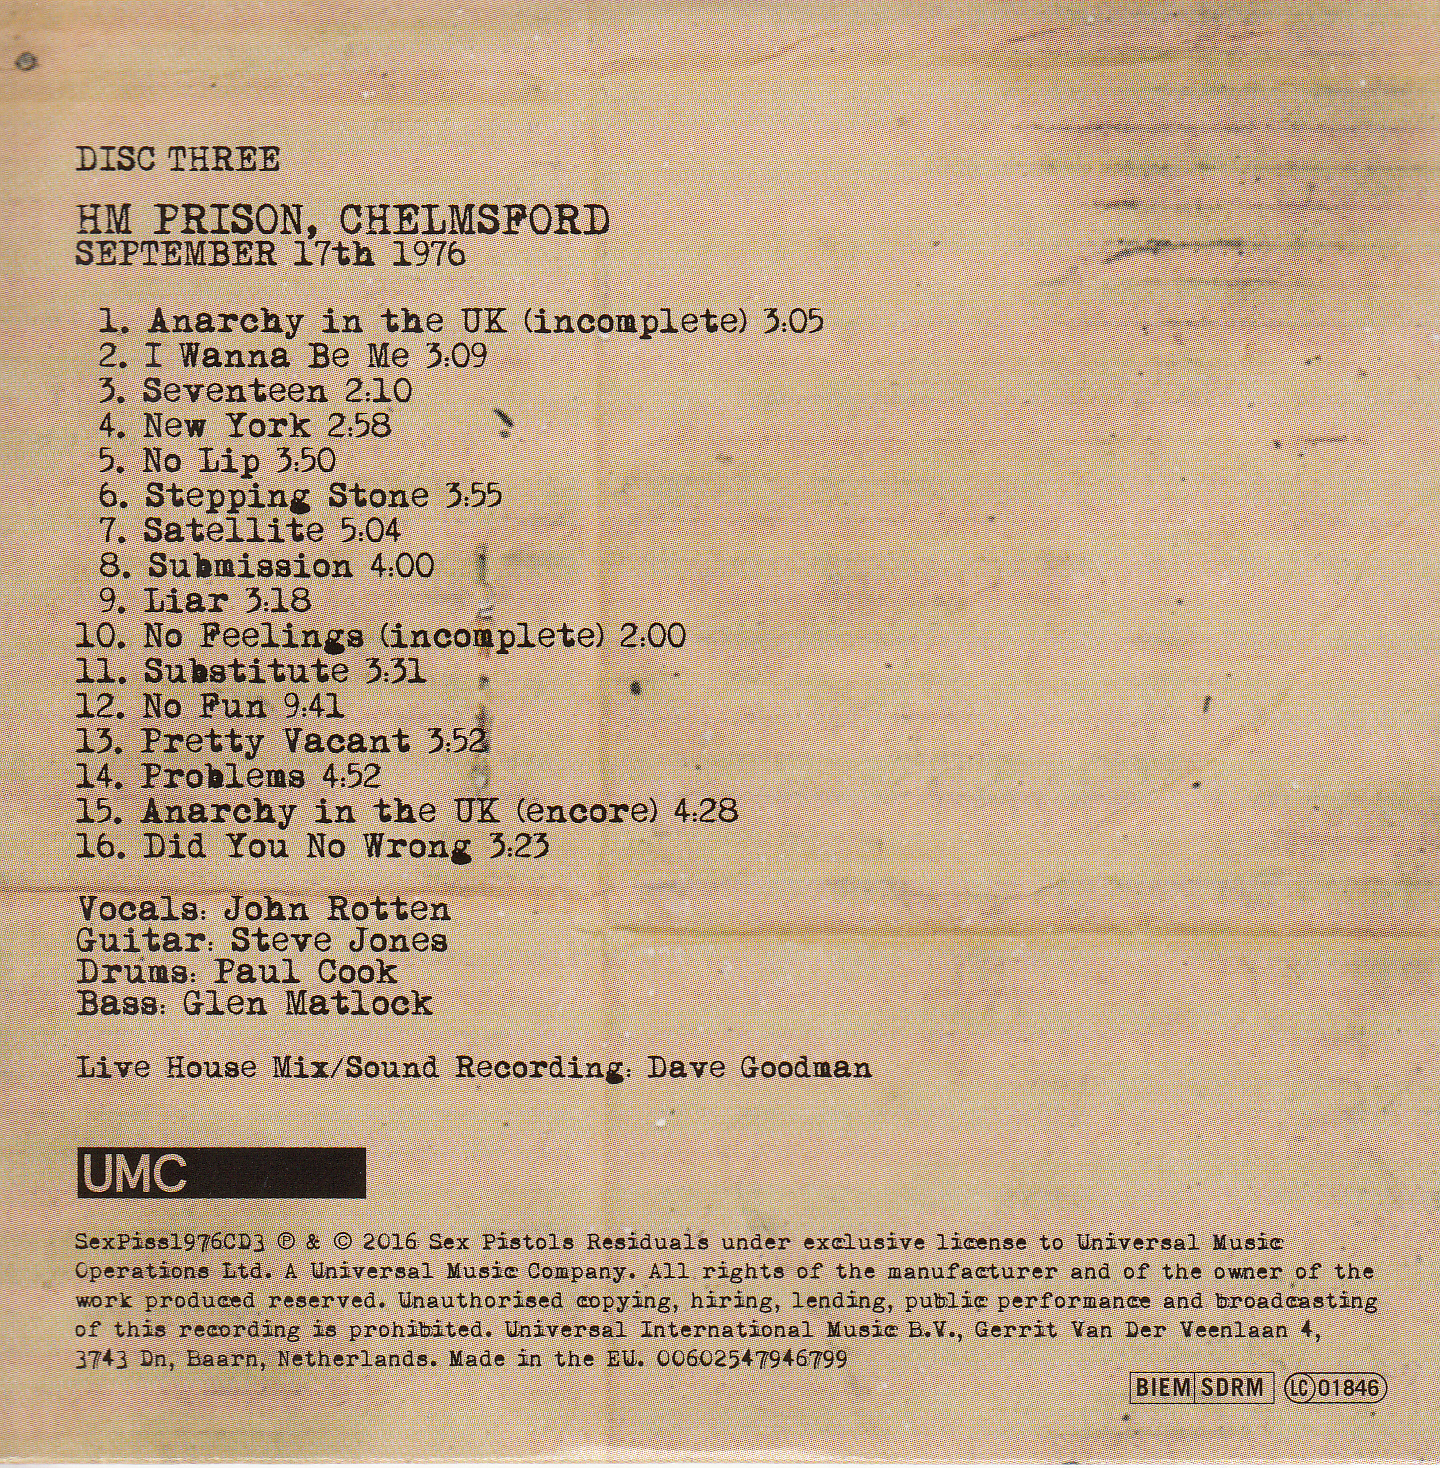 DISC THREE
HM PRISON, CHELMSFORD
SEPTEMBER 17th 1976
1. Anarchy in the UK (incomplete) 3:05
2. I Wanna Be Me 3:09
3. Seventeen 2:10
4. New York 2:58
5. No Lip 3:50
6. Stepping Stone 3:55
7. Satellite 5:04
8. Submission 4:00
9. Liar 3:18
10. No Feelings (incomplete) 2:00
11. Substitute 3:31
12. No Fun 9:41
13. Pretty Vacant 3:52
14. Problems 4:52
15. Anarchy in the UK (encore) 4:28
16. Did You No Wrong 3:23
Vocals: John Rotten
Guitar: Steve Jones
Drums: Paul Cook
Bass: Glen Matlock
Live House Mix/Sound Recording: Dave Goodman
UMC
SexPiss1976CD3 ℗ & © 2016 Sex Pistols Residuals under exclusive license to Universal Music
Operations Ltd. A Universal Music Company. All rights of the manufacturer and of the owner of the
work produced reserved. Unauthorised copying, hiring, lending, public performance and broadcasting
of this recording is prohibited. Universal International Music B.V., Gerrit Van Der Veenlaan 4,
3743 Dn, Baarn, Netherlands. Made in the EU. 00602547946799
BIEM SDRM LC 01846